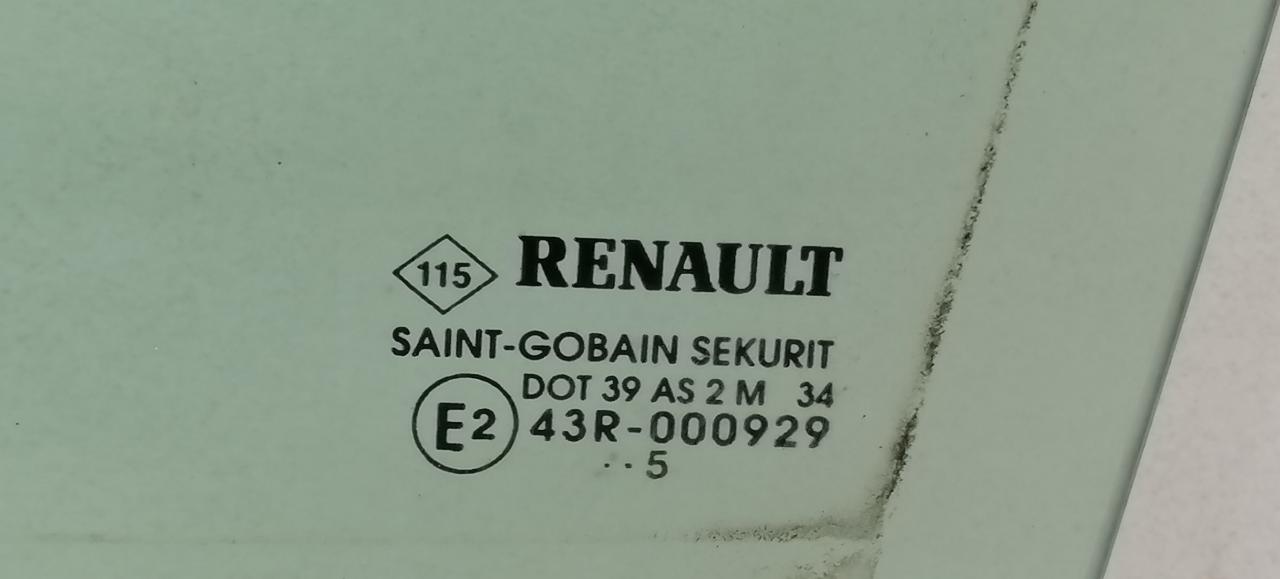 115 RENAULT
SAINT-GOBAIN SEKURIT
DOT 39 AS 2 M 34
E2 43R-000929
··5